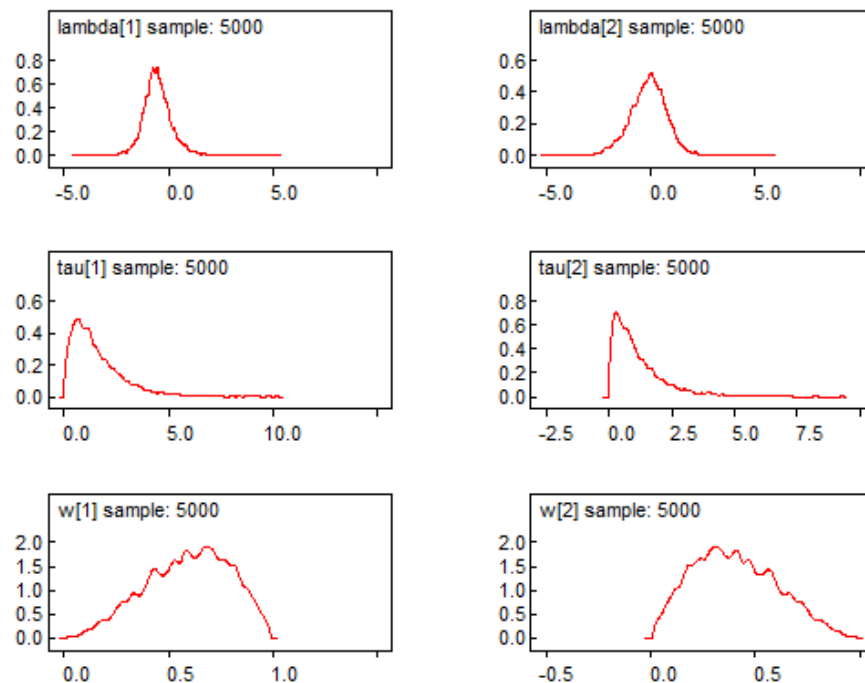 lambda[1] sample: 5000
0.8
0.6
0.4
0.2
0.0
-5.0 0.0 5.0
lambda[2] sample: 5000
0.6
0.4
0.2
0.0
-5.0 0.0 5.0
tau[1] sample: 5000
0.6
0.4
0.2
0.0
0.0 5.0 10.0
tau[2] sample: 5000
0.8
0.6
0.4
0.2
0.0
-2.5 0.0 2.5 5.0 7.5
w[1] sample: 5000
2.0
1.5
1.0
0.5
0.0
0.0 0.5 1.0
w[2] sample: 5000
2.0
1.5
1.0
0.5
0.0
-0.5 0.0 0.5